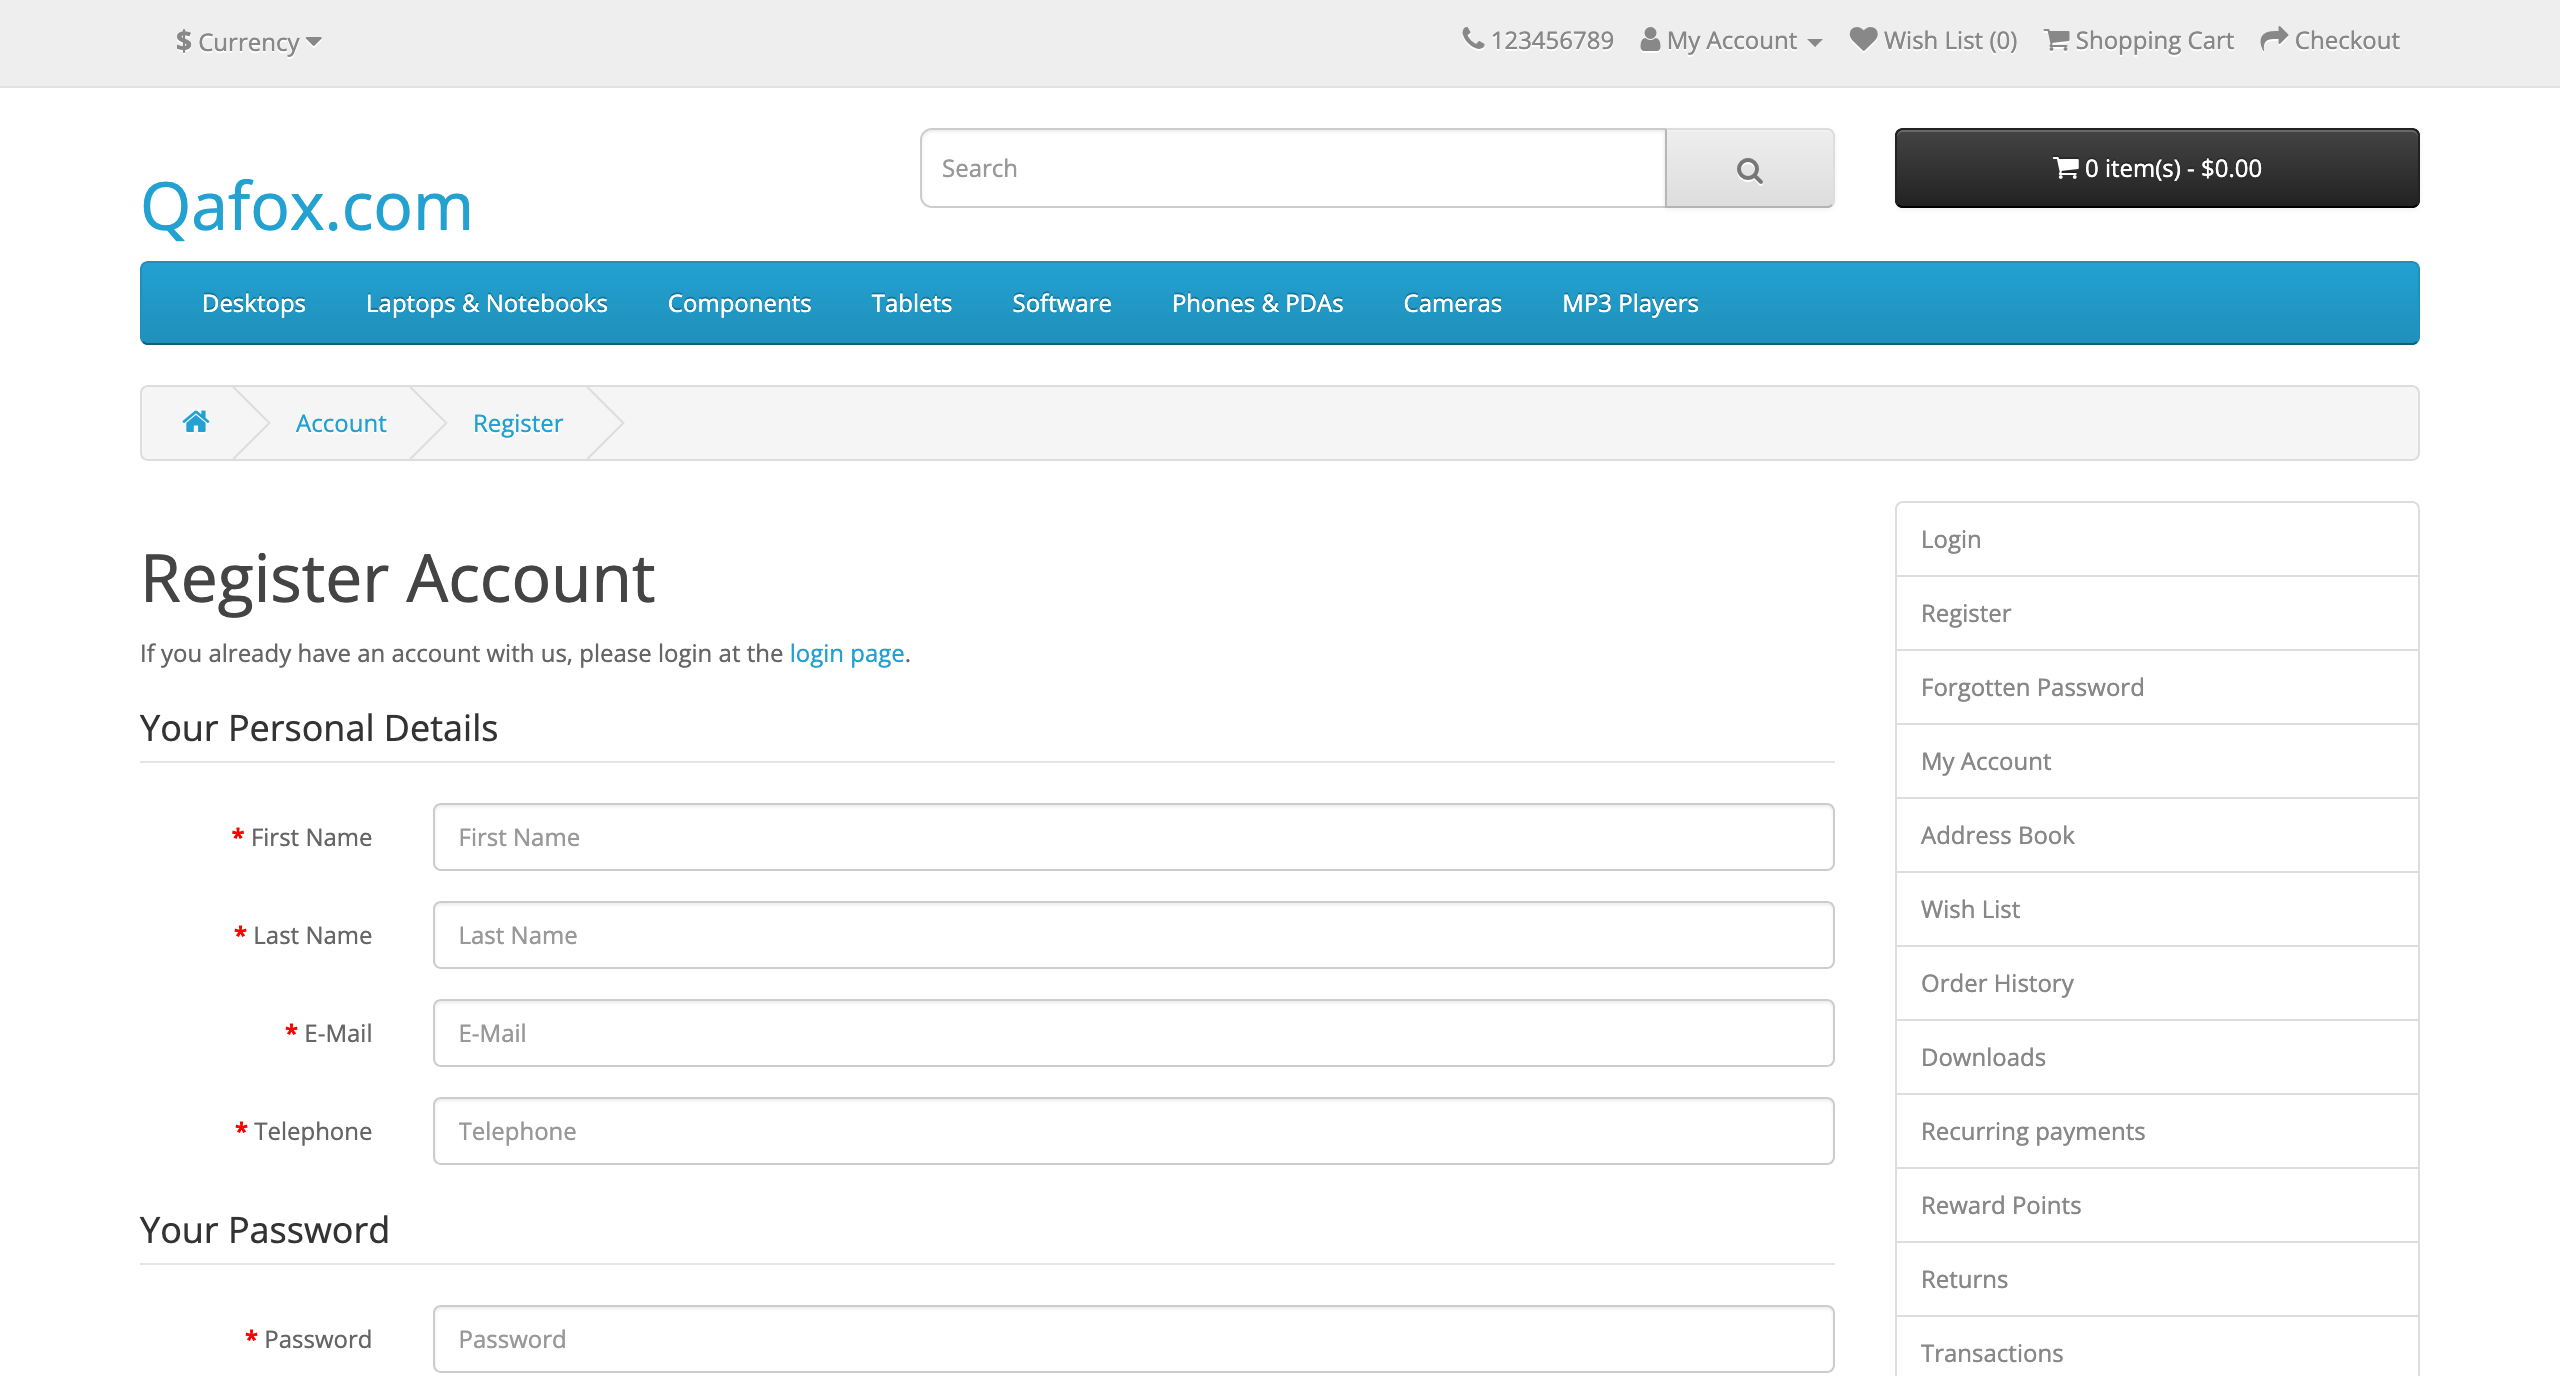 $ Currency
123456789 My Account Wish List (0) Shopping Cart Checkout
Qafox.com
Search
0 item(s) - $0.00
Desktops Laptops & Notebooks Components Tablets Software Phones & PDAs Cameras MP3 Players
Account Register
Register Account
If you already have an account with us, please login at the login page.
Your Personal Details
* First Name First Name
* Last Name Last Name
* E-Mail E-Mail
* Telephone Telephone
Your Password
* Password Password
Login
Register
Forgotten Password
My Account
Address Book
Wish List
Order History
Downloads
Recurring payments
Reward Points
Returns
Transactions